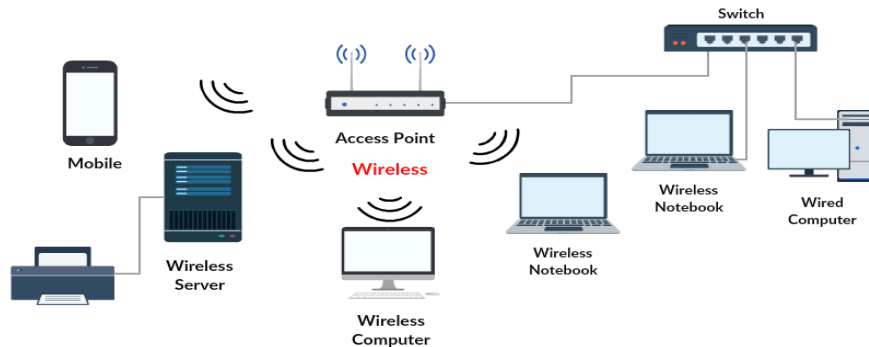 Switch
Access Point
Wireless
Mobile
Wireless
Notebook
Wired
Computer
Wireless
Notebook
Wireless
Server
Wireless
Computer